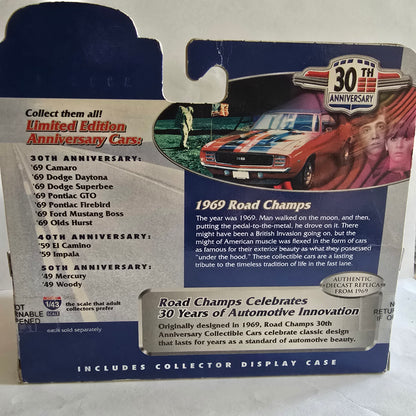 Collect them all!
Limited Edition
Anniversary Cars:
30TH ANNIVERSARY:
'69 Camaro
'69 Dodge Daytona
'69 Dodge Superbee
'69 Pontiac GTO
'69 Pontiac Firebird
'69 Ford Mustang Boss
'69 Olds Hurst
40TH ANNIVERSARY:
'59 El Camino
'59 Impala
50TH ANNIVERSARY:
'49 Mercury
'49 Woody
1/43
SCALE
the scale that adult
collectors prefer
each sold separately
30TH
ANNIVERSARY
1969 Road Champs
The year was 1969. Man walked on the moon, and then,
putting the pedal-to-the-metal, he drove on it. There
might have been a British Invasion going on, but the
might of American muscle was flexed in the form of cars
as famous for their exterior beauty as what they possessed
"under the hood." These collectible cars are a lasting
tribute to the timeless tradition of life in the fast lane.
AUTHENTIC
DIECAST REPLICA
FROM 1969
Road Champs Celebrates
30 Years of Automotive Innovation
Originally designed in 1969, Road Champs 30th
Anniversary Collectible Cars celebrate classic design
that lasts for years as a standard of automotive beauty.
INCLUDES COLLECTOR DISPLAY CASE